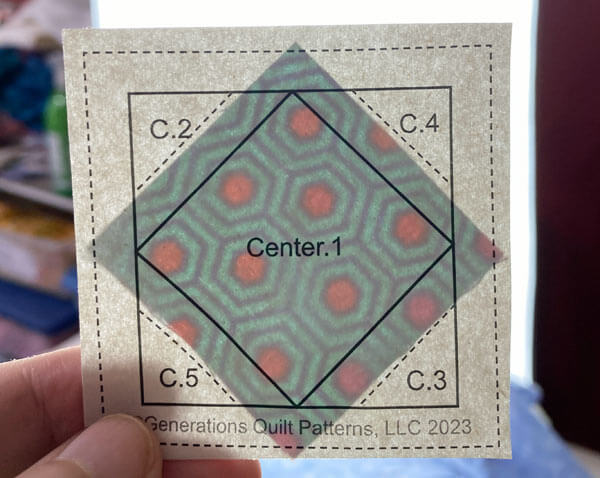 C.2 C.4
Center.1
C.5 C.3
Generations Quilt Patterns, LLC 2023